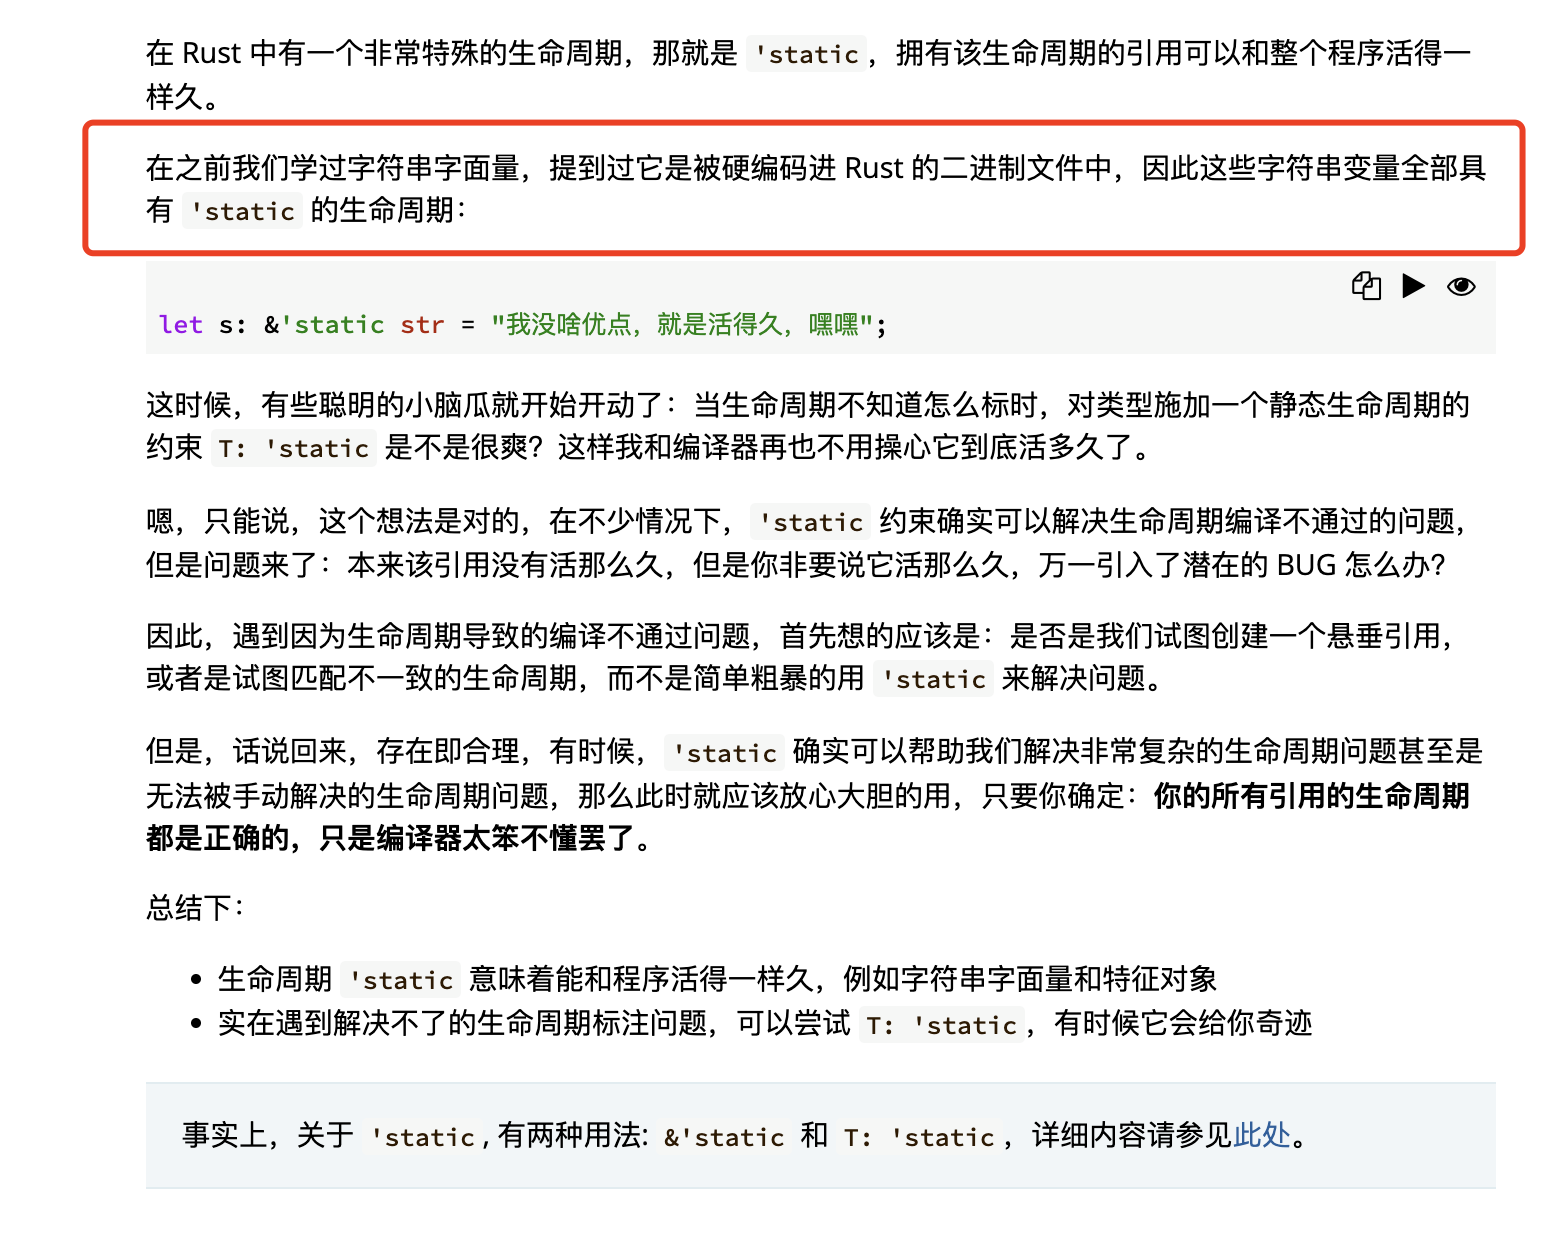 在 Rust 中有一个非常特殊的生命周期，那就是 'static，拥有该生命周期的引用可以和整个程序活得一
样久。
在之前我们学过字符串字面量，提到过它是被硬编码进 Rust 的二进制文件中，因此这些字符串变量全部具
有 'static 的生命周期：
let s: &'static str = "我没啥优点，就是活得久，嘿嘿";
这时候，有些聪明的小脑瓜就开始开动了：当生命周期不知道怎么标时，对类型施加一个静态生命周期的
约束 T: 'static 是不是很爽？这样我和编译器再也不用操心它到底活多久了。
嗯，只能说，这个想法是对的，在不少情况下，'static 约束确实可以解决生命周期编译不通过的问题，
但是问题来了：本来该引用没有活那么久，但是你非要说它活那么久，万一引入了潜在的 BUG 怎么办？
因此，遇到因为生命周期导致的编译不通过问题，首先想的应该是：是否是我们试图创建一个悬垂引用，
或者是试图匹配不一致的生命周期，而不是简单粗暴的用 'static 来解决问题。
但是，话说回来，存在即合理，有时候，'static 确实可以帮助我们解决非常复杂的生命周期问题甚至是
无法被手动解决的生命周期问题，那么此时就应该放心大胆的用，只要你确定：你的所有引用的生命周期
都是正确的，只是编译器太笨不懂罢了。
总结下：
• 生命周期 'static 意味着能和程序活得一样久，例如字符串字面量和特征对象
• 实在遇到解决不了的生命周期标注问题，可以尝试 T: 'static，有时候它会给你奇迹
事实上，关于 'static, 有两种用法: &'static 和 T: 'static，详细内容请参见此处。